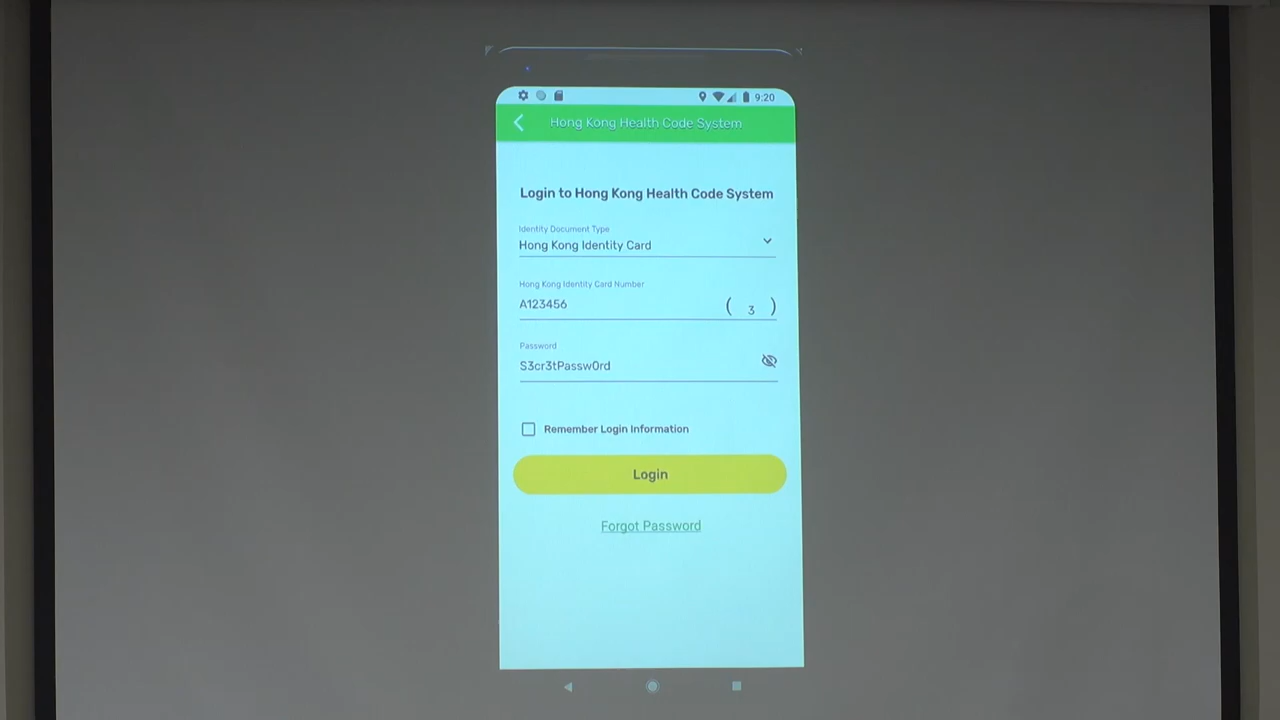 9:20
Hong Kong Health Code System
Login to Hong Kong Health Code System
Identity Document Type
Hong Kong Identity Card
Hong Kong Identity Card Number
A123456 ( 3 )
Password
S3cr3tPassw0rd
Remember Login Information
Login
Forgot Password